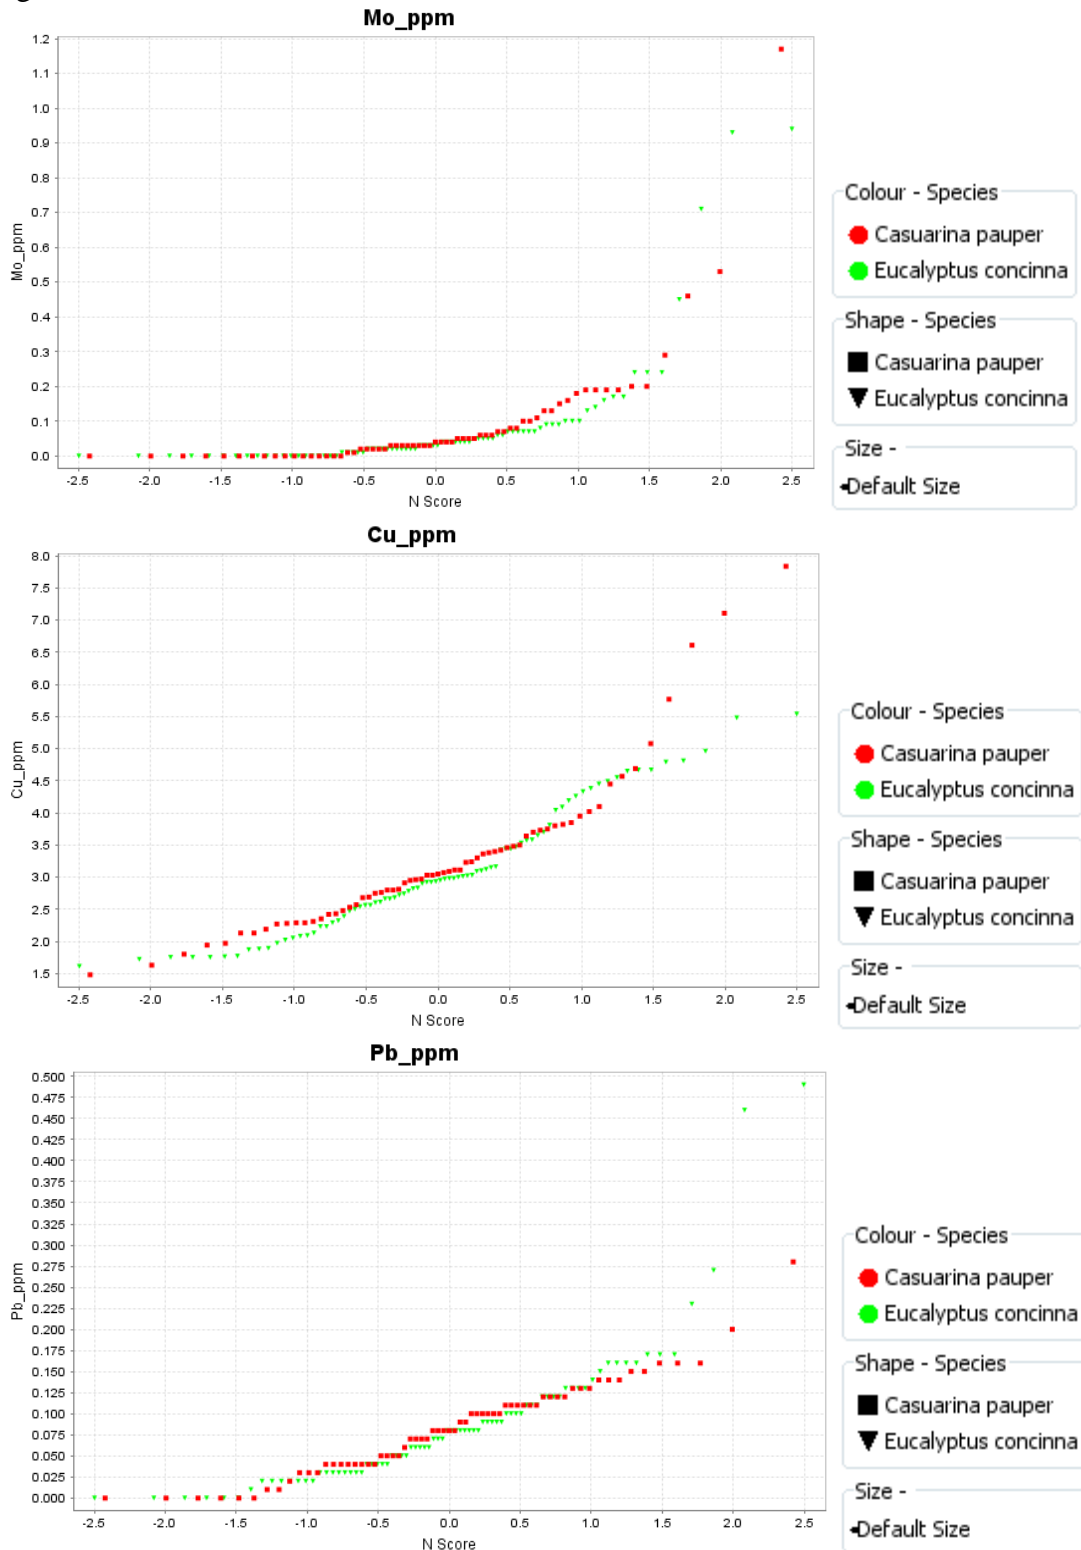 Mo_ppm
1.2
1.1
1.0
0.9
0.8
0.7
0.6
0.5
0.4
0.3
0.2
0.1
0.0
Mo_ppm
-2.5 -2.0 -1.5 -1.0 -0.5 0.0 0.5 1.0 1.5 2.0 2.5
N Score
Colour - Species
Casuarina pauper
Eucalyptus concinna
Shape - Species
Casuarina pauper
Eucalyptus concinna
Size -
Default Size
Cu_ppm
8.0
7.5
7.0
6.5
6.0
5.5
5.0
4.5
4.0
3.5
3.0
2.5
2.0
1.5
Cu_ppm
-2.5 -2.0 -1.5 -1.0 -0.5 0.0 0.5 1.0 1.5 2.0 2.5
N Score
Colour - Species
Casuarina pauper
Eucalyptus concinna
Shape - Species
Casuarina pauper
Eucalyptus concinna
Size -
Default Size
Pb_ppm
0.500
0.475
0.450
0.425
0.400
0.375
0.350
0.325
0.300
0.275
0.250
0.225
0.200
0.175
0.150
0.125
0.100
0.075
0.050
0.025
0.000
Pb_ppm
-2.5 -2.0 -1.5 -1.0 -0.5 0.0 0.5 1.0 1.5 2.0 2.5
N Score
Colour - Species
Casuarina pauper
Eucalyptus concinna
Shape - Species
Casuarina pauper
Eucalyptus concinna
Size -
Default Size